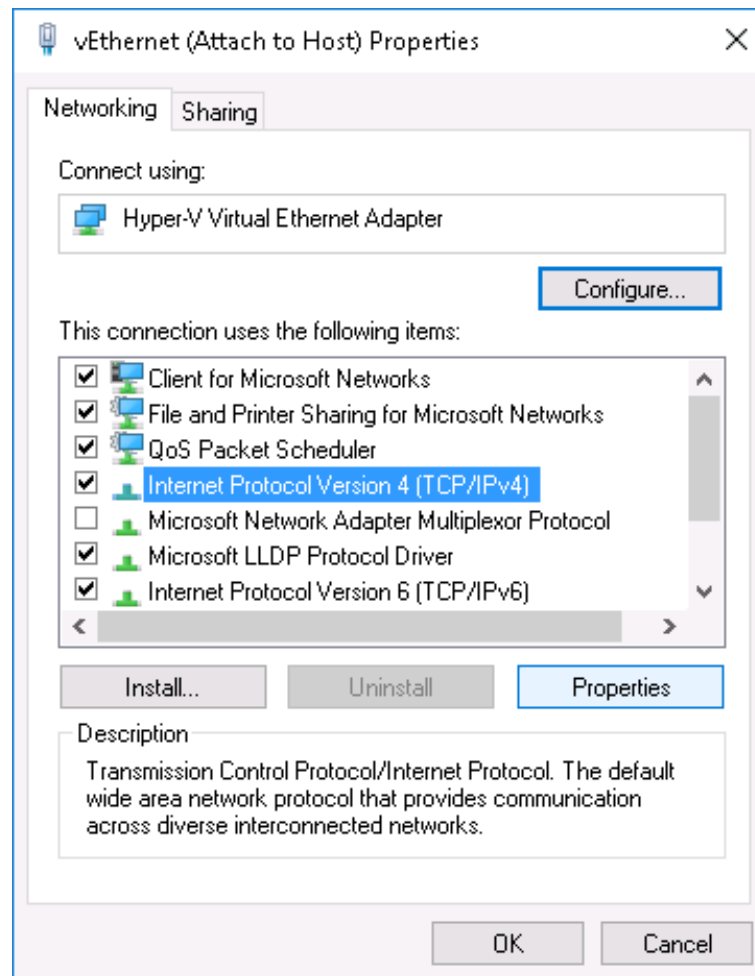 vEthernet (Attach to Host) Properties
Networking
Sharing
Connect using:
Hyper-V Virtual Ethernet Adapter
Configure...
This connection uses the following items:
Client for Microsoft Networks
File and Printer Sharing for Microsoft Networks
QoS Packet Scheduler
Internet Protocol Version 4 (TCP/IPv4)
Microsoft Network Adapter Multiplexor Protocol
Microsoft LLDP Protocol Driver
Internet Protocol Version 6 (TCP/IPv6)
Install...
Uninstall
Properties
Description
Transmission Control Protocol/Internet Protocol. The default
wide area network protocol that provides communication
across diverse interconnected networks.
OK
Cancel